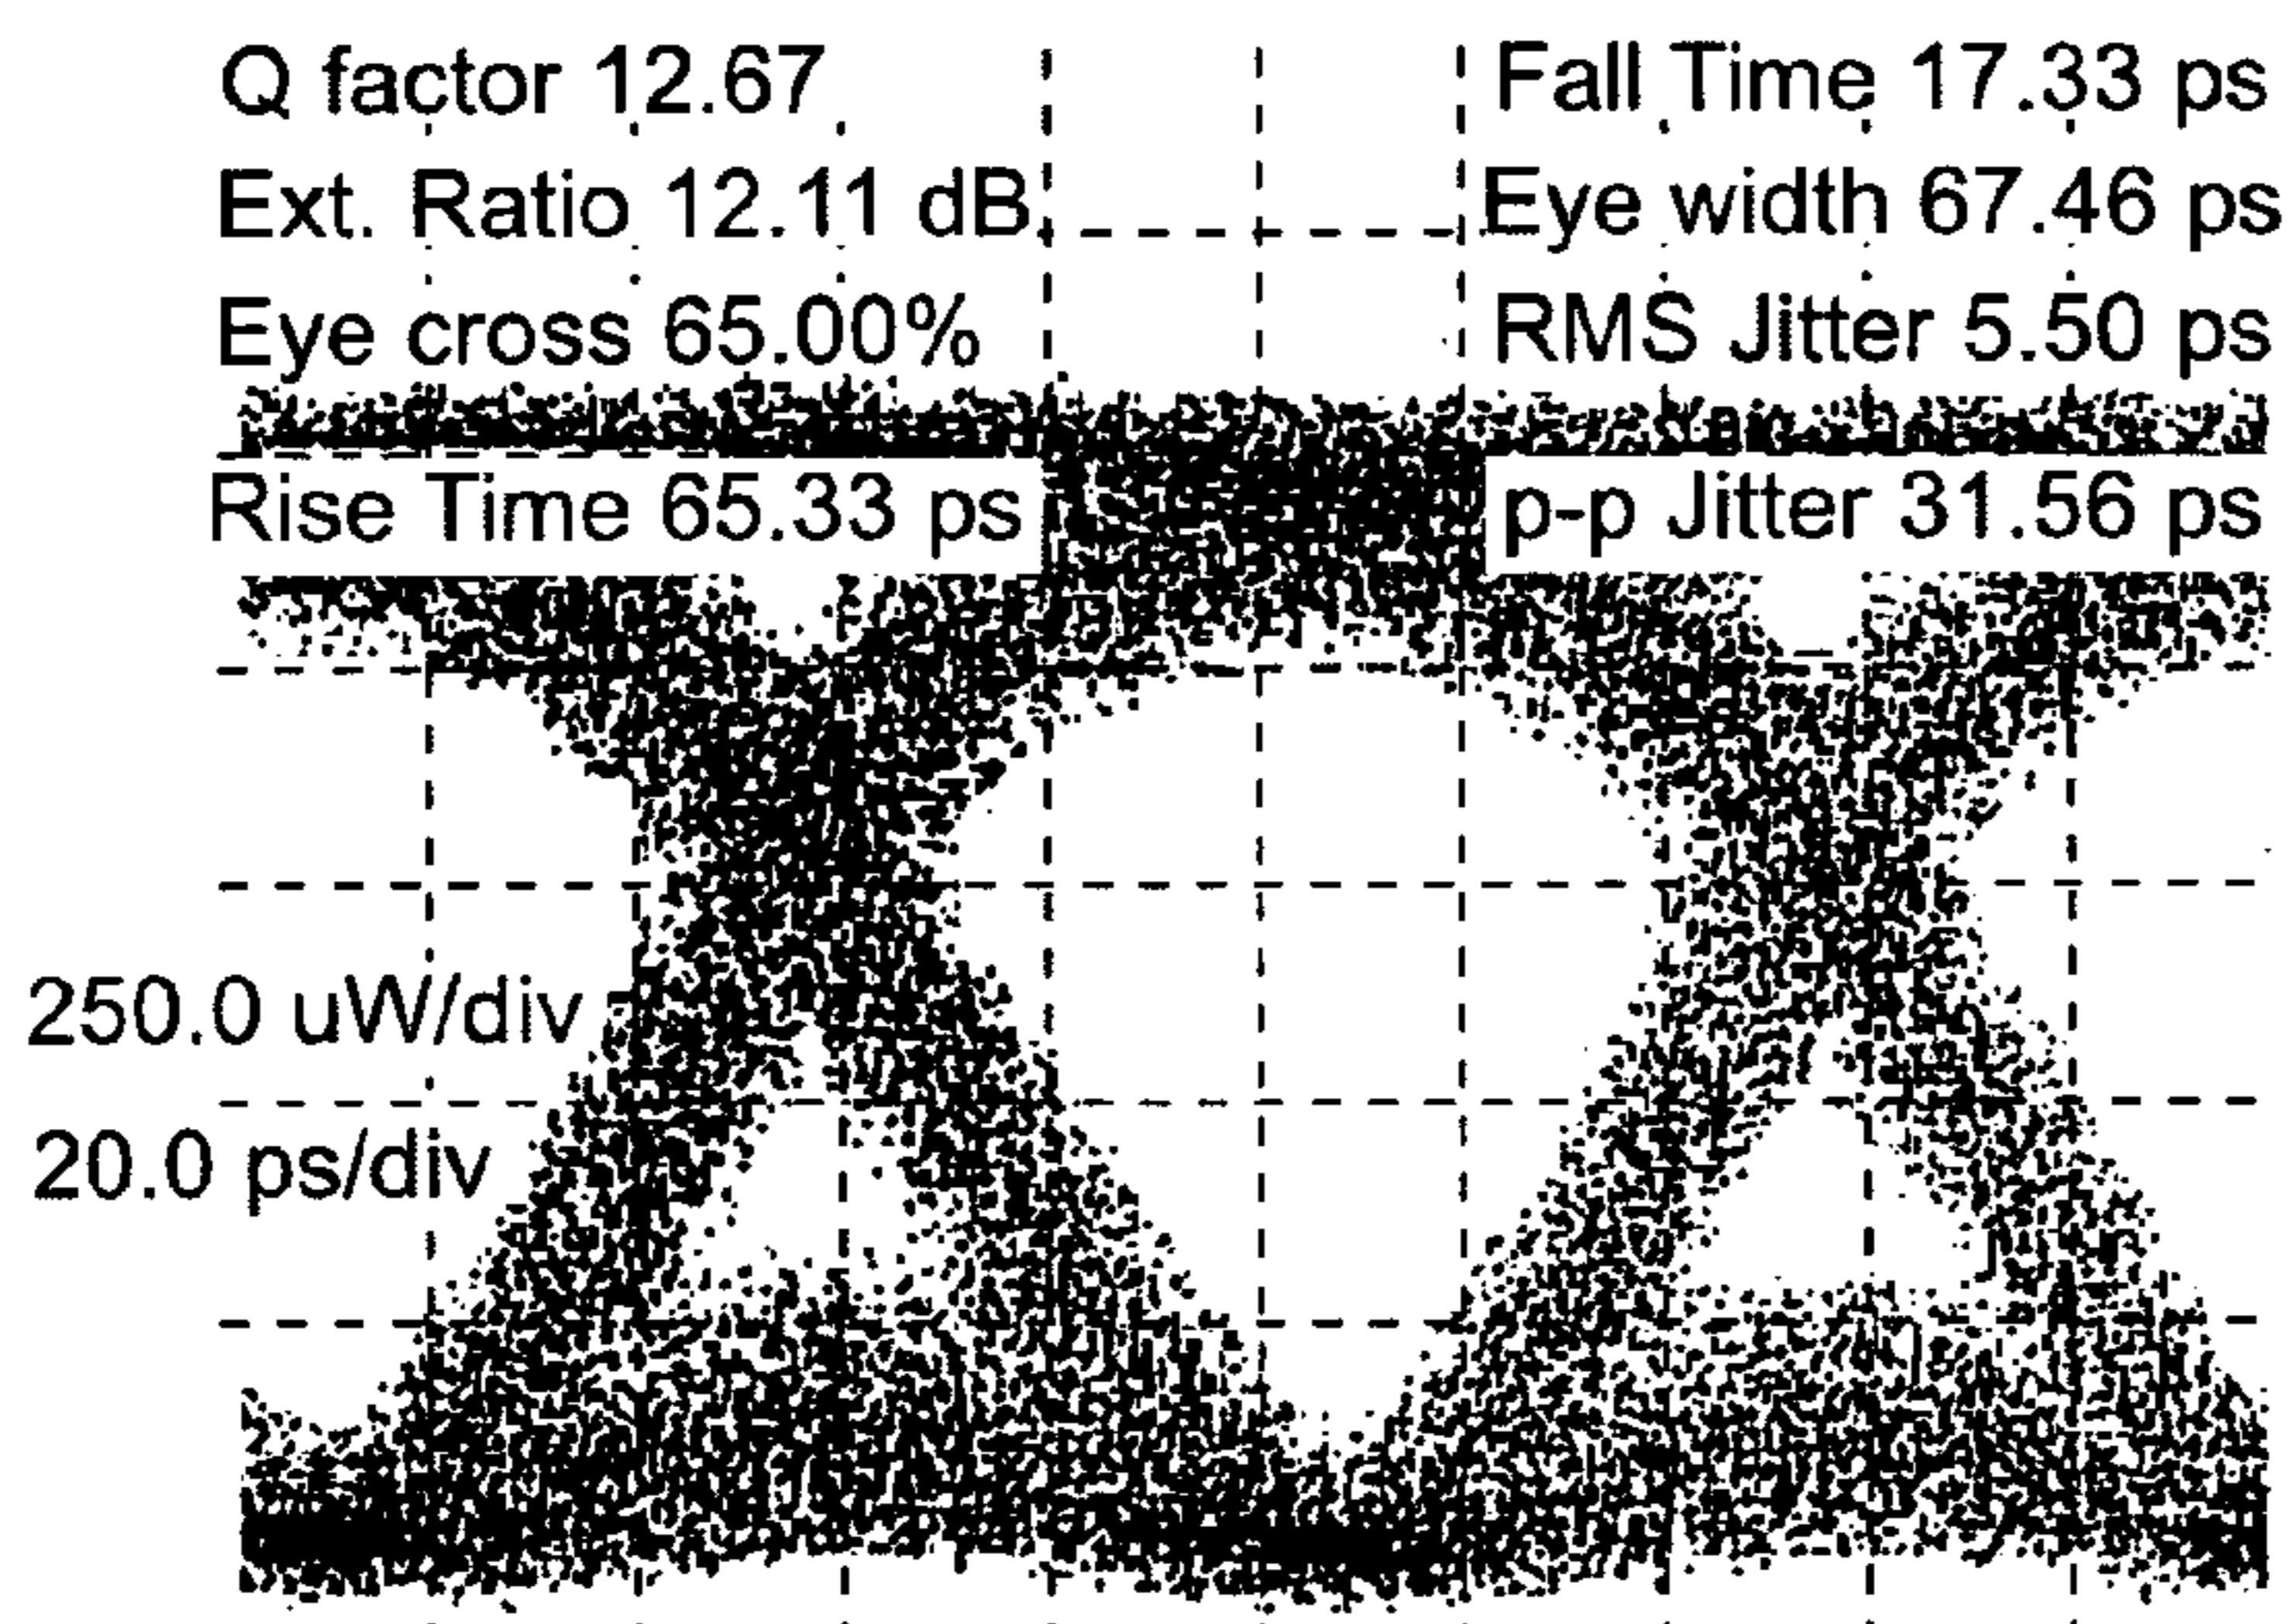 Q factor 12.67
Fall Time 17.33 ps
Ext. Ratio 12.11 dB
Eye width 67.46 ps
Eye cross 65.00%
RMS Jitter 5.50 ps
Rise Time 65.33 ps
p-p Jitter 31.56 ps
250.0 uW/div
20.0 ps/div